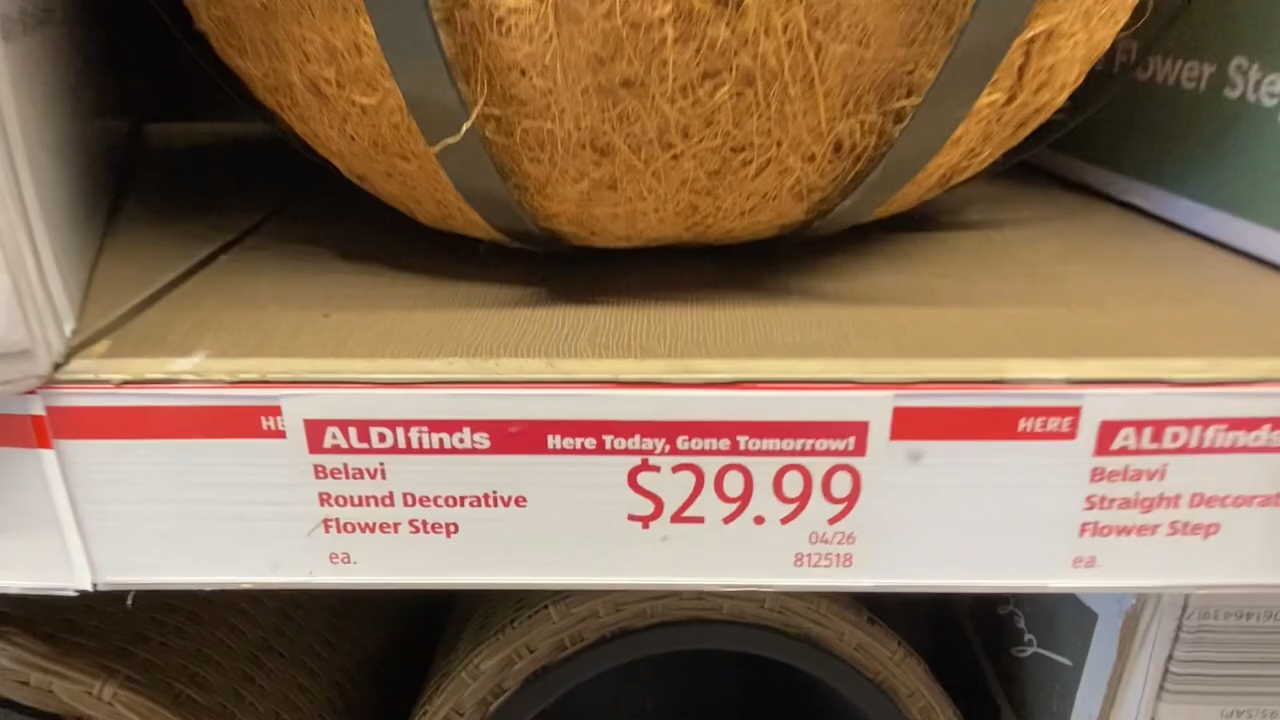 Flower Ste
HE
ALDIfinds Here Today, Gone Tomorrow!
Belavi
Round Decorative
Flower Step
ea.
$29.99
04/26
812518
HERE
ALDIfinds
Belavi
Straight Decorat
Flower Step
ea.